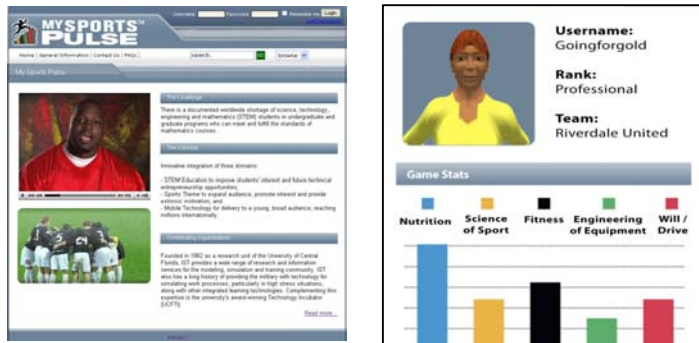 Username Password Remember me Login
MY SPORTS™
PULSE
Home | General Information | Contact Us | FAQs |
search...
Browse
My Sports Pulse
The Challenge
There is a documented worldwide shortage of science, technology,
engineering and mathematics (STEM) students in undergraduate and
graduate programs who can meet and fulfill the standards of
mathematics courses.
The Concept
Innovative integration of three domains:
- STEM Education to improve students' interest and future technical
entrepreneurship opportunities;
- Sports Theme to expand audience, promote interest and provide
extrinsic motivation; and
- Mobile Technology for delivery to a young, broad audience, reaching
millions internationally.
Founded in 1982 as a research unit of the University of Central
Florida, IST provides a wide range of research and information
services for the modeling, simulation and training community. IST
also has a long history of providing the military with technology for
simulating work processes, particularly in high stress situations,
along with other integrated learning technologies. Complementing this
expertise is the university's award-winning Technology Incubator
(UCFTI).
Read more...
Username:
Goingforgold
Rank:
Professional
Team:
Riverdale United
Game Stats
Nutrition
Science
of Sport
Fitness
Engineering
of Equipment
Will /
Drive